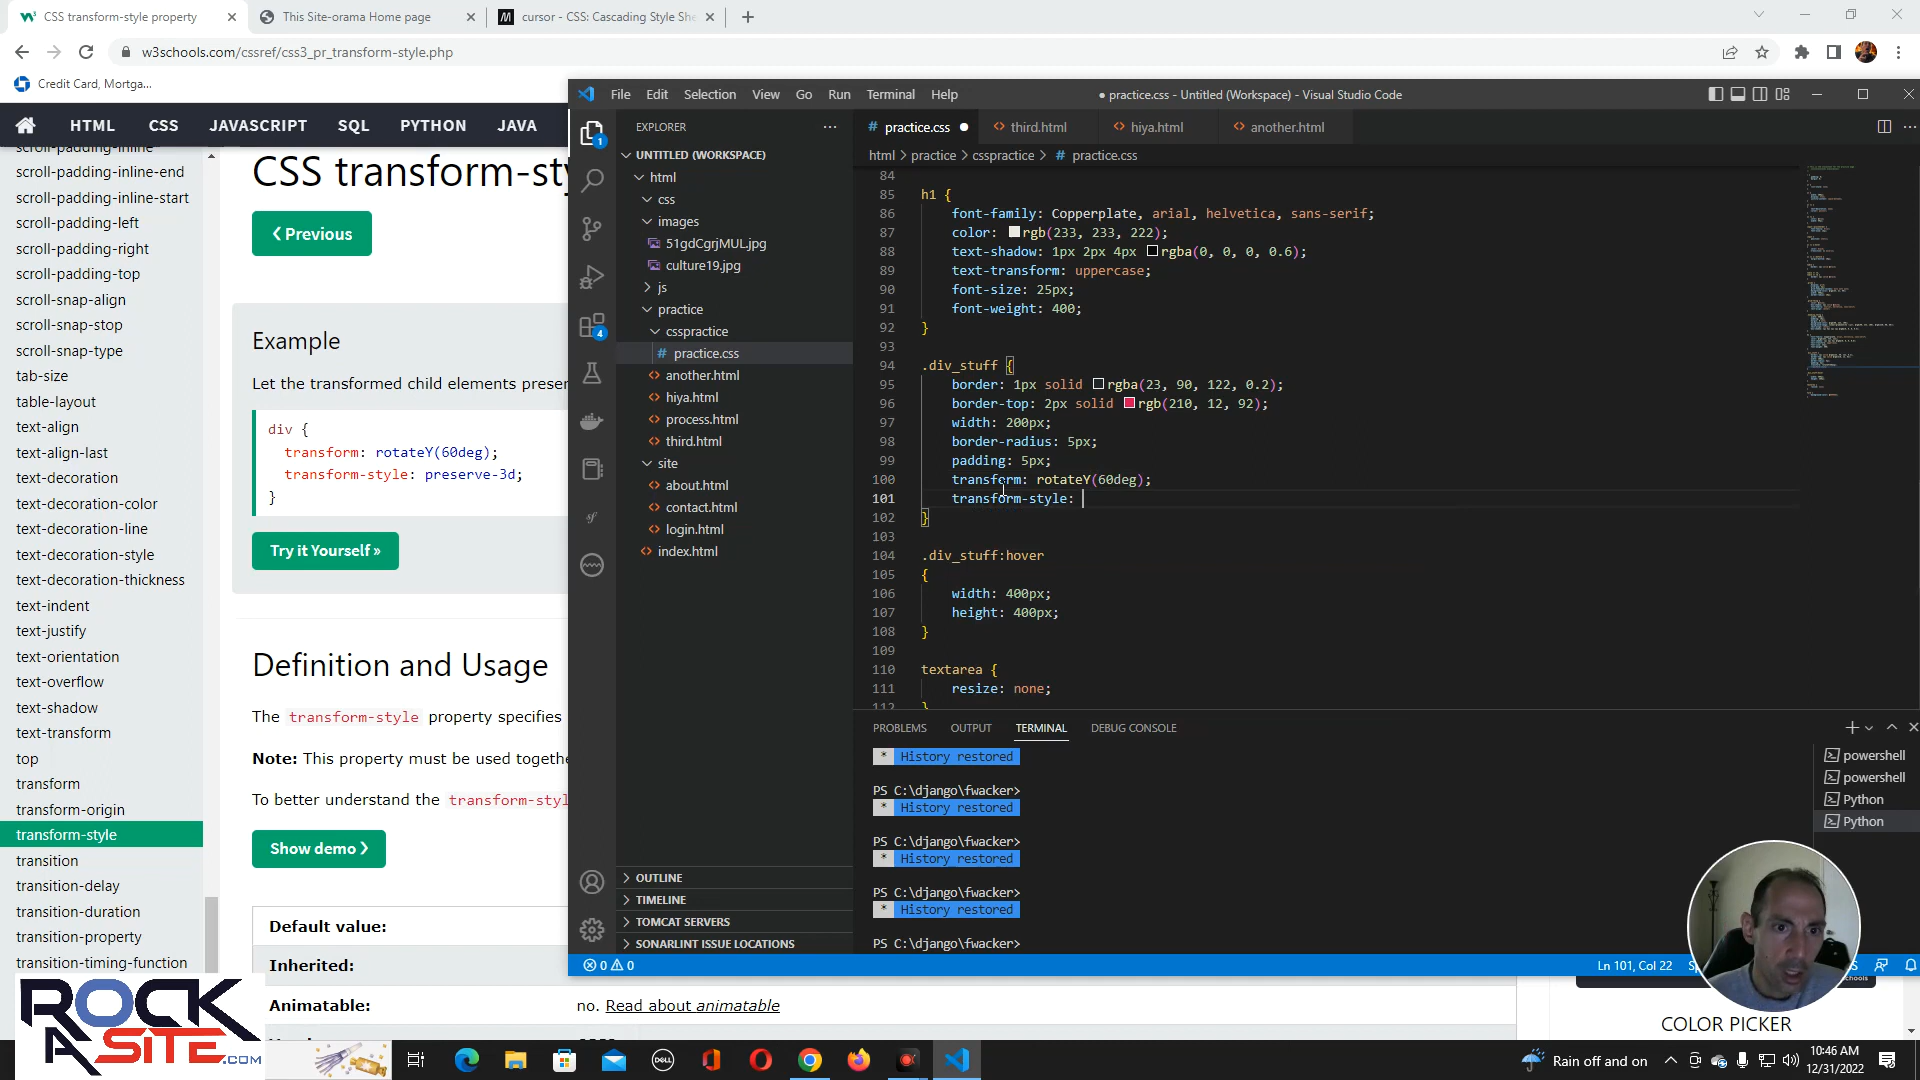 CSS transform-style property
This Site-orama Home page
cursor - CSS: Cascading Style She
w3schools.com/cssref/css3_pr_transform-style.php
Credit Card, Mortga...
HTML
CSS
JAVASCRIPT
SQL
PYTHON
JAVA
scroll-padding-inline
scroll-padding-inline-end
scroll-padding-inline-start
scroll-padding-left
scroll-padding-right
scroll-padding-top
scroll-snap-align
scroll-snap-stop
scroll-snap-type
tab-size
table-layout
text-align
text-align-last
text-decoration
text-decoration-color
text-decoration-line
text-decoration-style
text-decoration-thickness
text-indent
text-justify
text-orientation
text-overflow
text-shadow
text-transform
top
transform
transform-origin
transform-style
transition
transition-delay
transition-duration
transition-property
transition-timing-function
CSS transform-sty
❮ Previous
Example
Let the transformed child elements preser
div {
transform: rotateY(60deg);
transform-style: preserve-3d;
}
Try it Yourself »
Definition and Usage
The transform-style property specifies
Note: This property must be used togethe
To better understand the transform-styl
Show demo ❯
Default value:
Inherited:
Animatable:
no. Read about animatable
File Edit Selection View Go Run Terminal Help
● practice.css - Untitled (Workspace) - Visual Studio Code
EXPLORER
UNTITLED (WORKSPACE)
html
css
images
51gdCgrjMUL.jpg
culture19.jpg
js
practice
csspractice
# practice.css
another.html
hiya.html
process.html
third.html
site
about.html
contact.html
login.html
index.html
OUTLINE
TIMELINE
TOMCAT SERVERS
SONARLINT ISSUE LOCATIONS
1
4
# practice.css ●
third.html
hiya.html
another.html
html > practice > csspractice > # practice.css
84
85 h1 {
86 font-family: Copperplate, arial, helvetica, sans-serif;
87 color: rgb(233, 233, 222);
88 text-shadow: 1px 2px 4px rgba(0, 0, 0, 0.6);
89 text-transform: uppercase;
90 font-size: 25px;
91 font-weight: 400;
92 }
93
94 .div_stuff {
95 border: 1px solid rgba(23, 90, 122, 0.2);
96 border-top: 2px solid rgb(210, 12, 92);
97 width: 200px;
98 border-radius: 5px;
99 padding: 5px;
100 transform: rotateY(60deg);
101 transform-style:
102 }
103
104 .div_stuff:hover
105 {
106 width: 400px;
107 height: 400px;
108 }
109
110 textarea {
111 resize: none;
112 }
PROBLEMS OUTPUT TERMINAL DEBUG CONSOLE
* History restored
PS C:\django\fwacker>
* History restored
PS C:\django\fwacker>
* History restored
PS C:\django\fwacker>
* History restored
PS C:\django\fwacker>
powershell
powershell
Python
Python
0 0
Ln 101, Col 22
COLOR PICKER
ROCK
A SITE.COM
DELL
Rain off and on
10:46 AM
12/31/2022